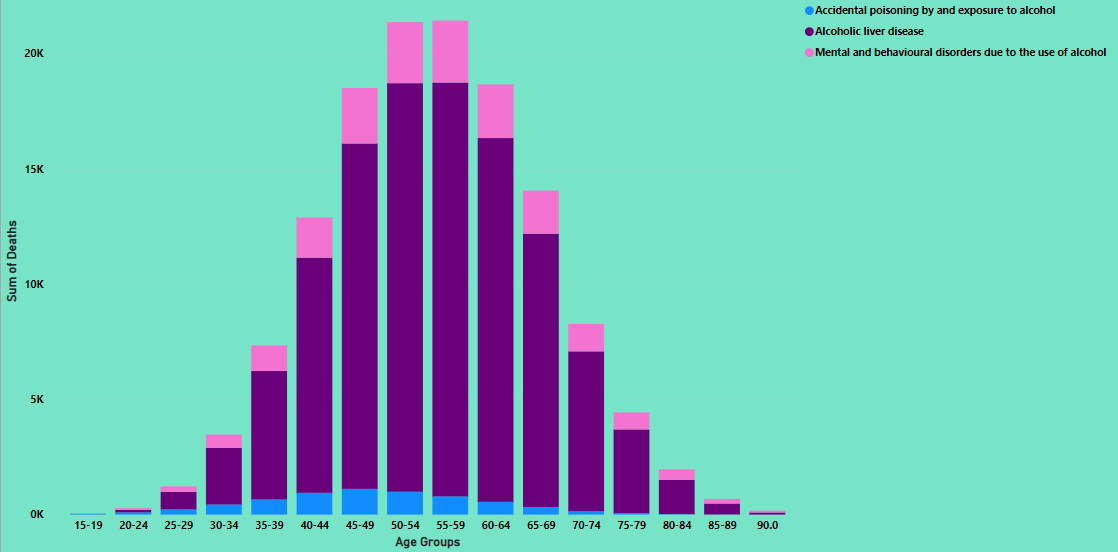 Accidental poisoning by and exposure to alcohol
Alcoholic liver disease
Mental and behavioural disorders due to the use of alcohol
Sum of Deaths
20K
15K
10K
5K
0K
15-19 20-24 25-29 30-34 35-39 40-44 45-49 50-54 55-59 60-64 65-69 70-74 75-79 80-84 85-89 90.0
Age Groups